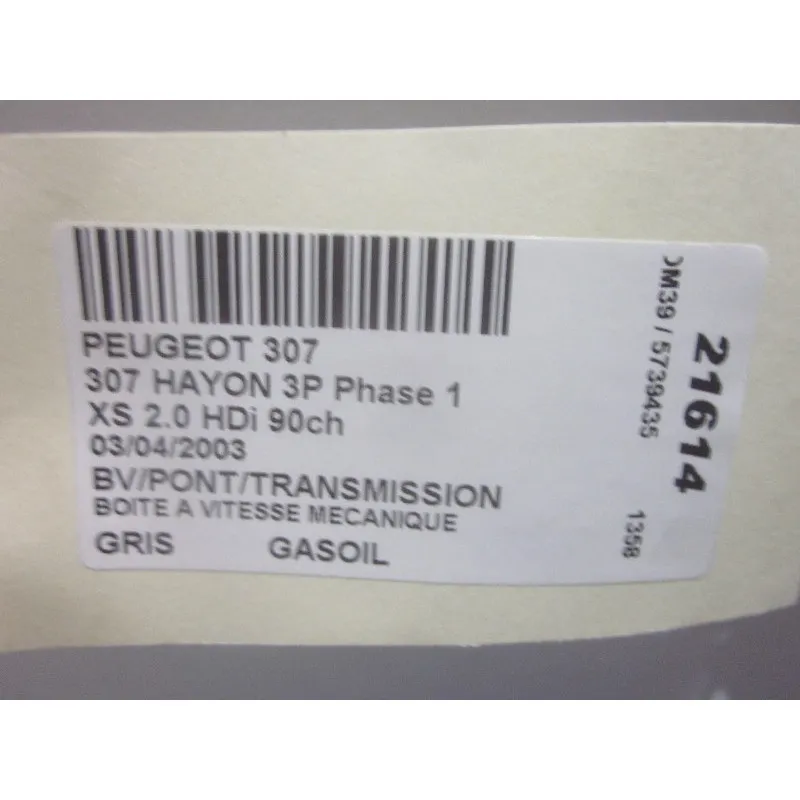 PEUGEOT 307
307 HAYON 3P Phase 1
XS 2.0 HDi 90ch
03/04/2003
BV/PONT/TRANSMISSION
BOITE A VITESSE MECANIQUE
GRIS GASOIL
M39 / 5739435
1358
21614